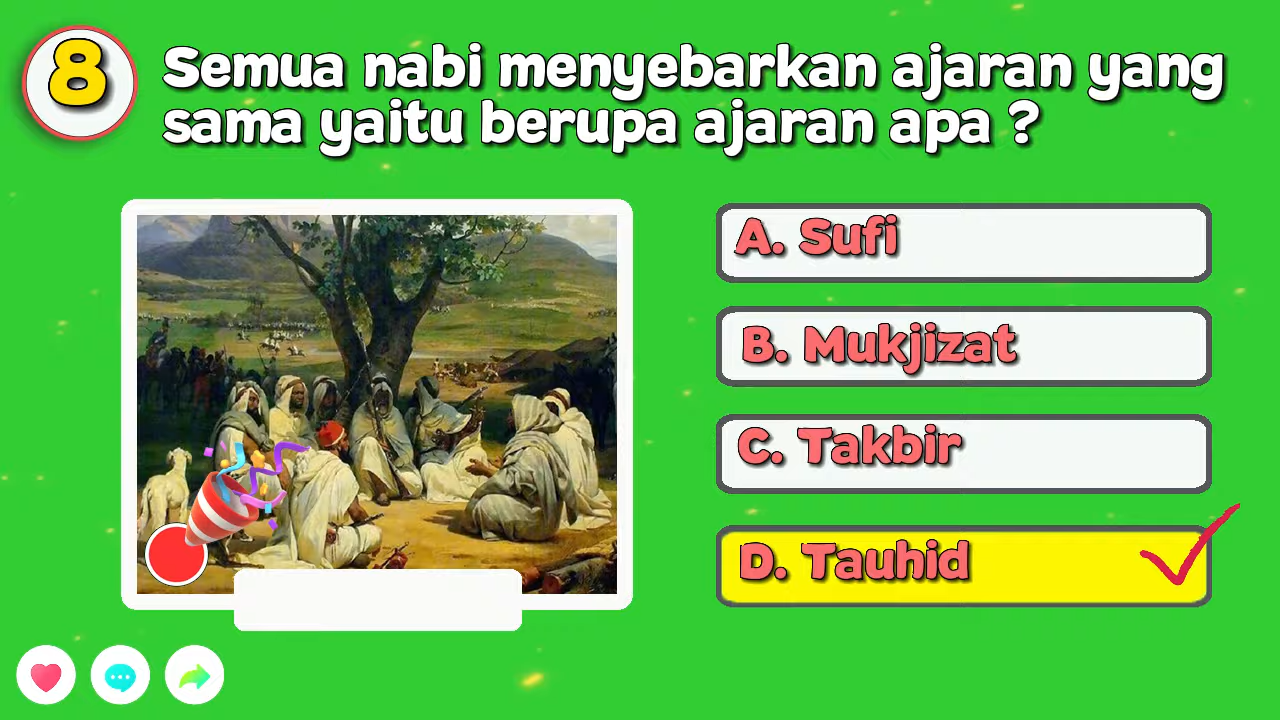 8
Semua nabi menyebarkan ajaran yang
sama yaitu berupa ajaran apa ?
A. Sufi
B. Mukjizat
C. Takbir
D. Tauhid